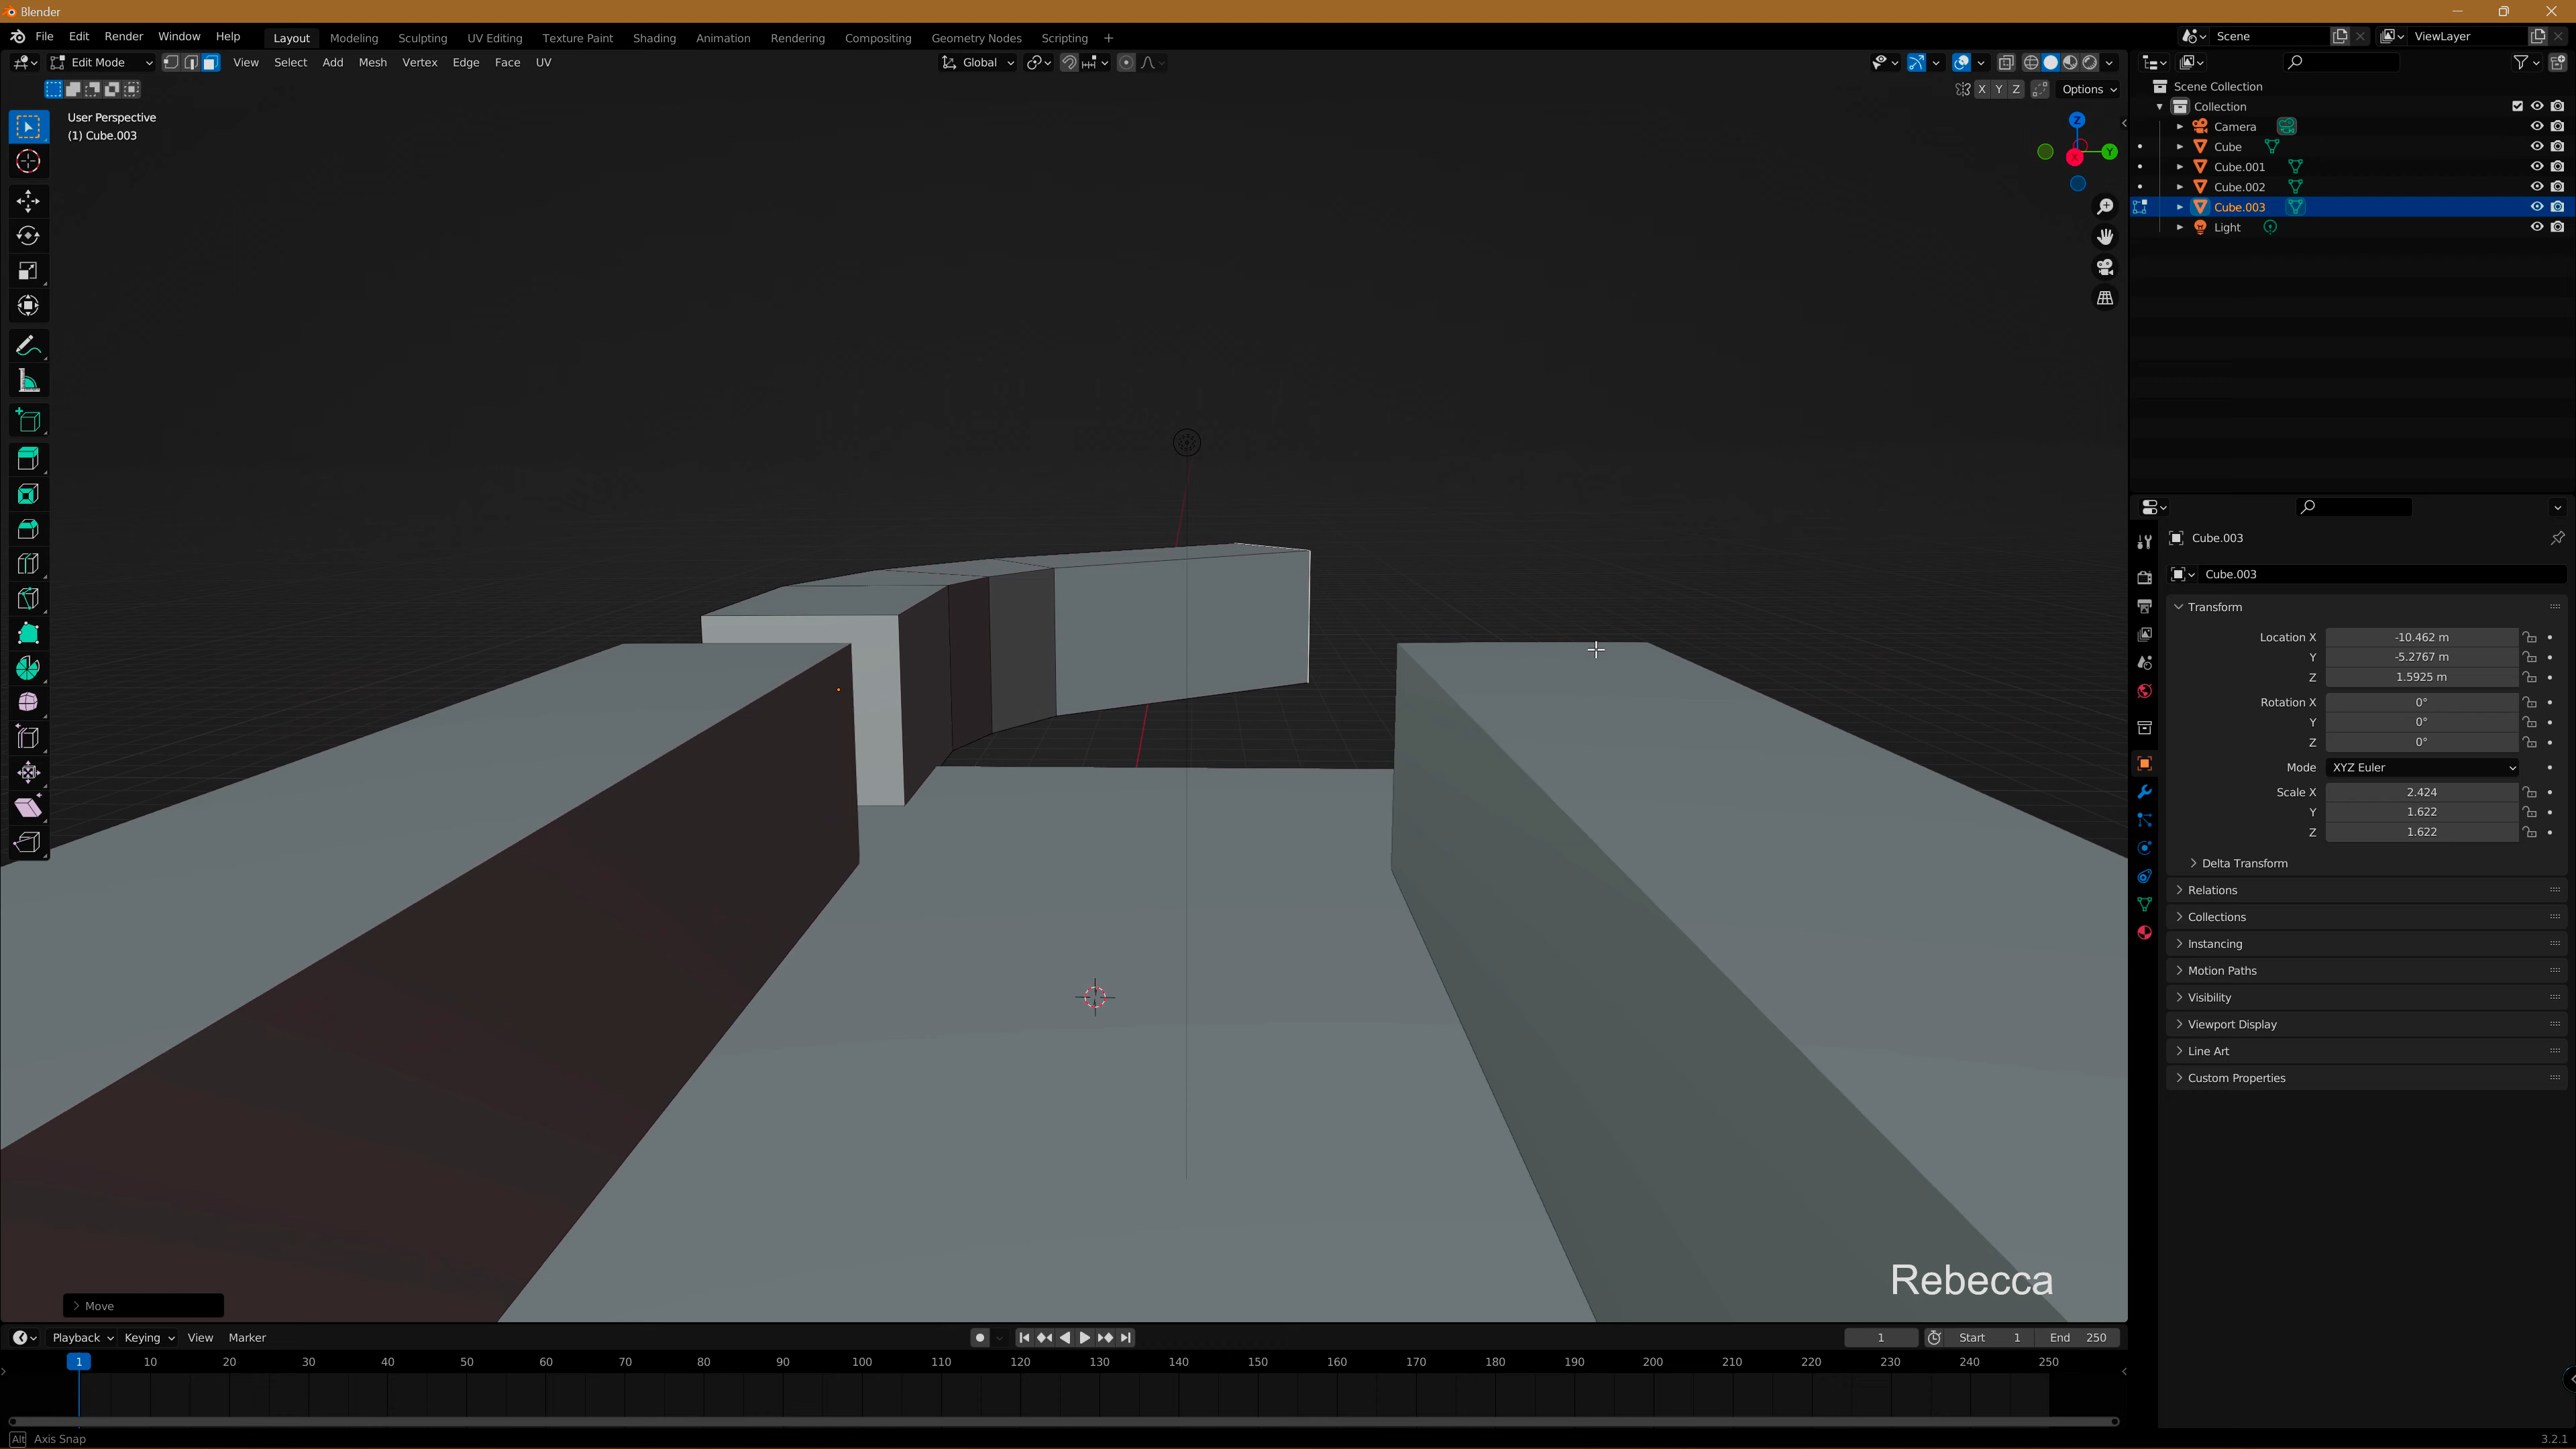 Blender
File Edit Render Window Help Layout Modeling Sculpting UV Editing Texture Paint Shading Animation Rendering Compositing Geometry Nodes Scripting + Scene ViewLayer
Edit Mode View Select Add Mesh Vertex Edge Face UV Global
X Y Z Options
User Perspective
(1) Cube.003
Z
Y
X
Scene Collection
Collection
Camera
Cube
Cube.001
Cube.002
Cube.003
Light
Cube.003
Cube.003
Transform
Location X -10.462 m
Y -5.2767 m
Z 1.5925 m
Rotation X 0°
Y 0°
Z 0°
Mode XYZ Euler
Scale X 2.424
Y 1.622
Z 1.622
Delta Transform
Relations
Collections
Instancing
Motion Paths
Visibility
Viewport Display
Line Art
Custom Properties
Rebecca
Move
Playback Keying View Marker 1 Start 1 End 250
1 10 20 30 40 50 60 70 80 90 100 110 120 130 140 150 160 170 180 190 200 210 220 230 240 250
Alt Axis Snap
3.2.1